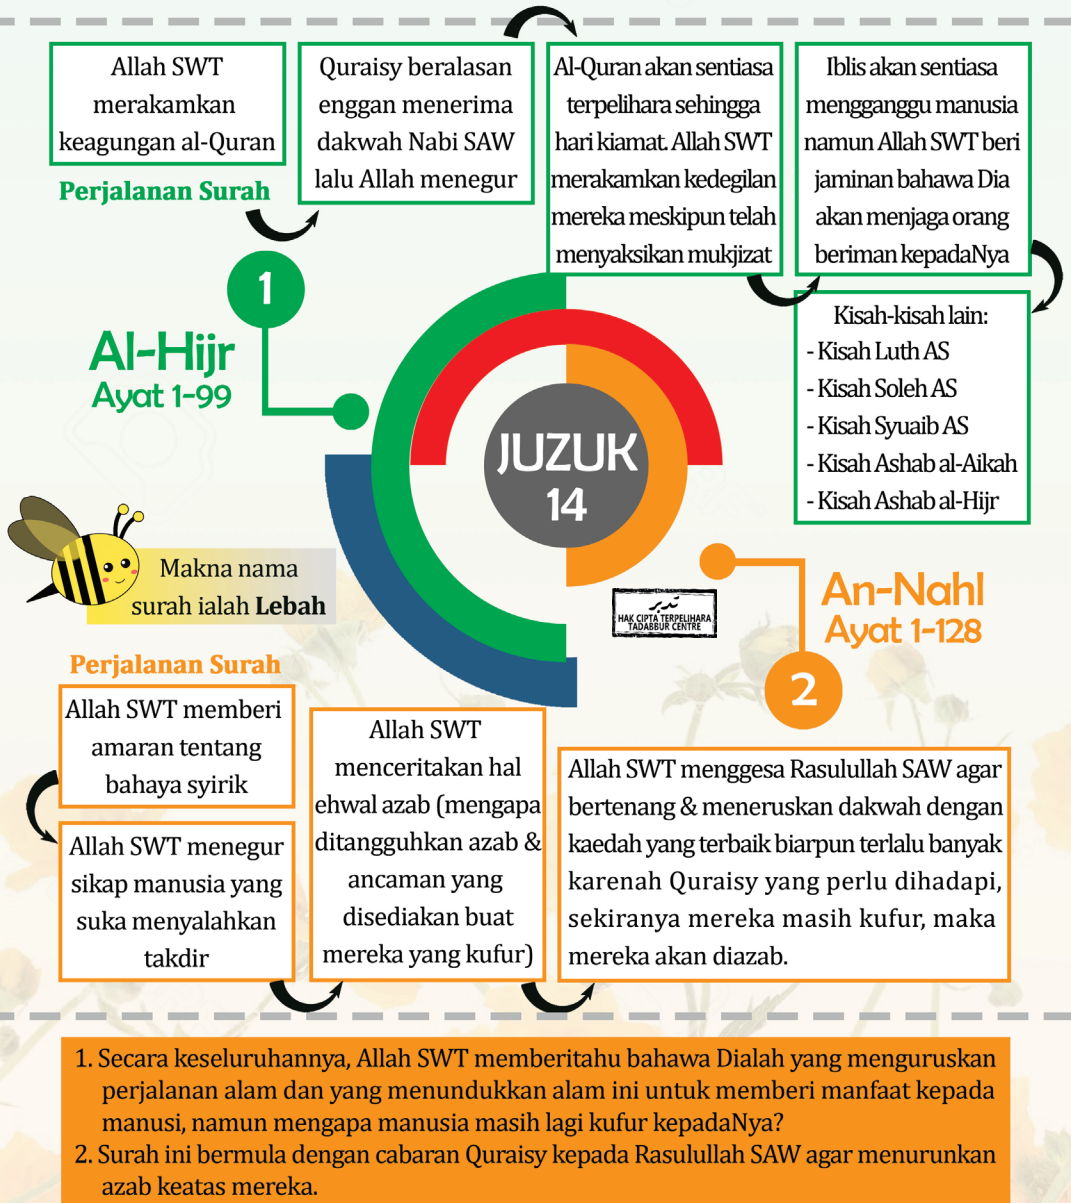 Allah SWT
merakamkan
keagungan al-Quran
Perjalanan Surah
Quraisy beralasan
enggan menerima
dakwah Nabi SAW
lalu Allah menegur
Al-Quran akan sentiasa
terpelihara sehingga
hari kiamat. Allah SWT
merakamkan kedegilan
mereka meskipun telah
menyaksikan mukjizat
Iblis akan sentiasa
mengganggu manusia
namun Allah SWT beri
jaminan bahawa Dia
akan menjaga orang
beriman kepadaNya
Kisah-kisah lain:
- Kisah Luth AS
- Kisah Soleh AS
- Kisah Syuaib AS
- Kisah Ashab al-Aikah
- Kisah Ashab al-Hijr
1
Al-Hijr
Ayat 1-99
JUZUK
14
Makna nama
surah ialah Lebah
تدبر
HAK CIPTA TERPELIHARA
TADABBUR CENTRE
An-Nahl
Ayat 1-128
2
Perjalanan Surah
Allah SWT memberi
amaran tentang
bahaya syirik
Allah SWT menegur
sikap manusia yang
suka menyalahkan
takdir
Allah SWT
menceritakan hal
ehwal azab (mengapa
ditangguhkan azab &
ancaman yang
disediakan buat
mereka yang kufur)
Allah SWT menggesa Rasulullah SAW agar
bertenang & meneruskan dakwah dengan
kaedah yang terbaik biarpun terlalu banyak
karenah Quraisy yang perlu dihadapi,
sekiranya mereka masih kufur, maka
mereka akan diazab.
1. Secara keseluruhannya, Allah SWT memberitahu bahawa Dialah yang menguruskan
perjalanan alam dan yang menundukkan alam ini untuk memberi manfaat kepada
manusi, namun mengapa manusia masih lagi kufur kepadaNya?
2. Surah ini bermula dengan cabaran Quraisy kepada Rasulullah SAW agar menurunkan
azab keatas mereka.